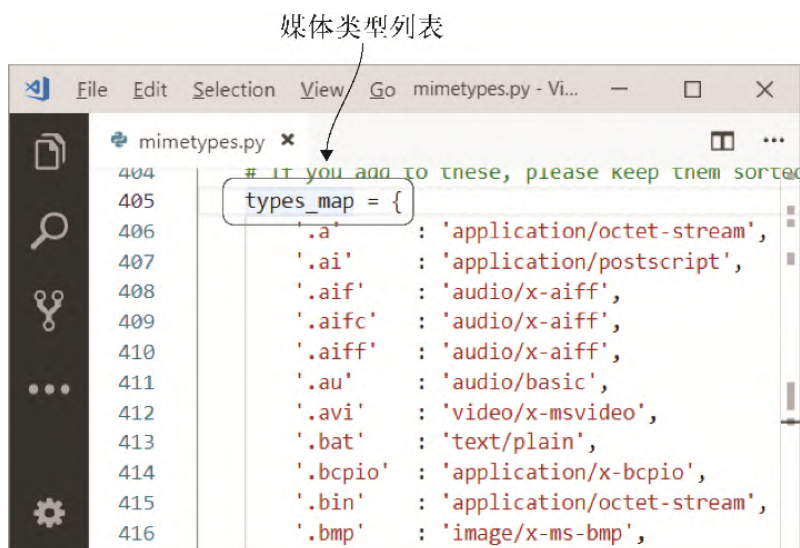 媒体类型列表
File Edit Selection View Go mimetypes.py - Vi...
mimetypes.py
404 # If you add to these, please keep them sorted
405 types_map = {
406 '.a' : 'application/octet-stream',
407 '.ai' : 'application/postscript',
408 '.aif' : 'audio/x-aiff',
409 '.aifc' : 'audio/x-aiff',
410 '.aiff' : 'audio/x-aiff',
411 '.au' : 'audio/basic',
412 '.avi' : 'video/x-msvideo',
413 '.bat' : 'text/plain',
414 '.bcpio' : 'application/x-bcpio',
415 '.bin' : 'application/octet-stream',
416 '.bmp' : 'image/x-ms-bmp',